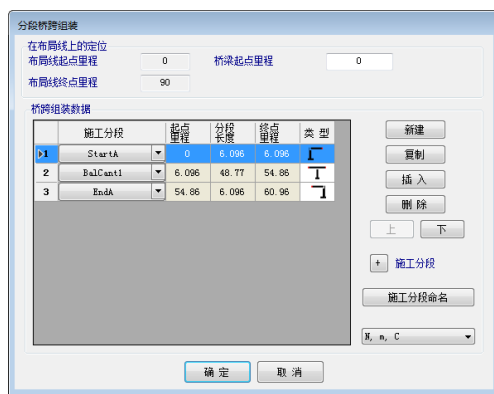 分段桥跨组装
在布局线上的定位
布局线起点里程 0 桥梁起点里程 0
布局线终点里程 90
桥跨组装数据
施工分段 起点里程 分段长度 终点里程 类 型
1 StartA 0 6.096 6.096
2 BalCant1 6.096 48.77 54.86
3 EndA 54.86 6.096 60.96
新建
复制
插 入
删 除
上 下
+ 施工分段
施工分段命名
N, m, C
确 定 取 消